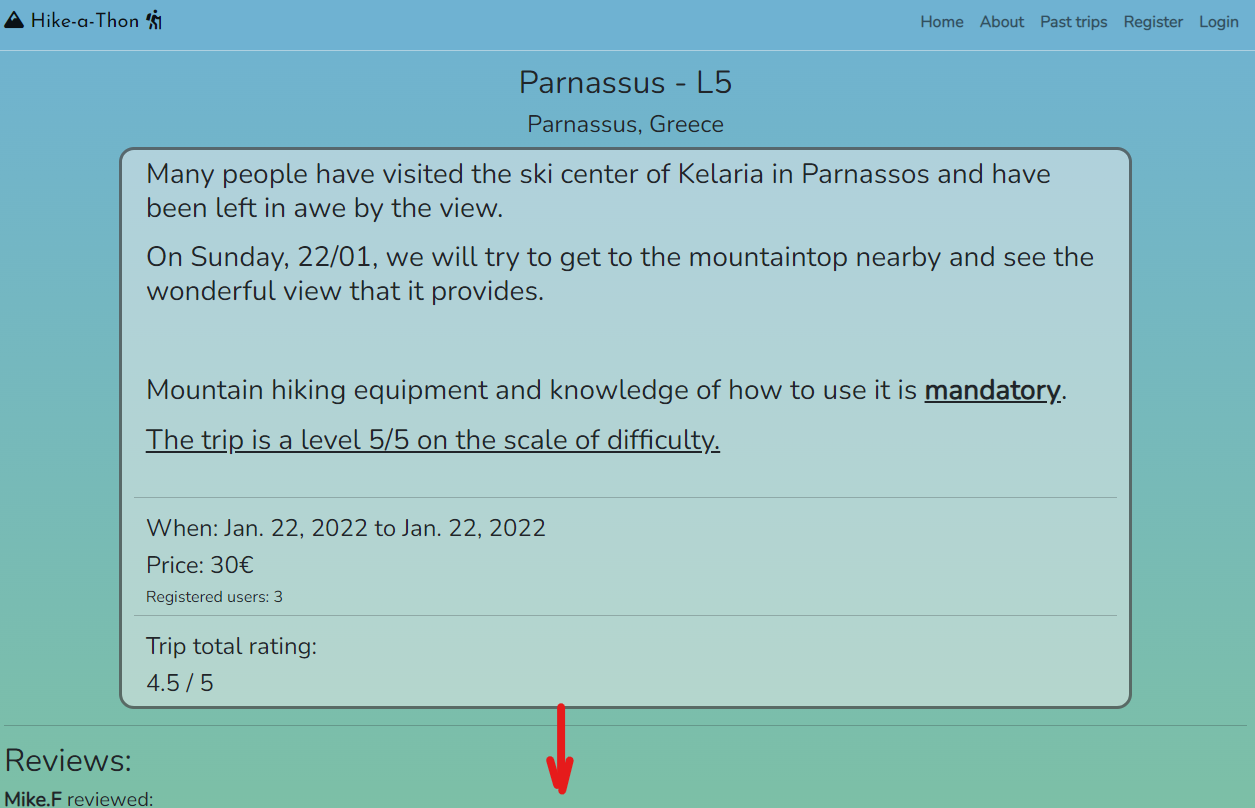 Hike-a-Thon
Home About Past trips Register Login
Parnassus - L5
Parnassus, Greece
Many people have visited the ski center of Kelaria in Parnassos and have
been left in awe by the view.
On Sunday, 22/01, we will try to get to the mountaintop nearby and see the
wonderful view that it provides.
Mountain hiking equipment and knowledge of how to use it is mandatory.
The trip is a level 5/5 on the scale of difficulty.
When: Jan. 22, 2022 to Jan. 22, 2022
Price: 30€
Registered users: 3
Trip total rating:
4.5 / 5
Reviews:
Mike.F reviewed: